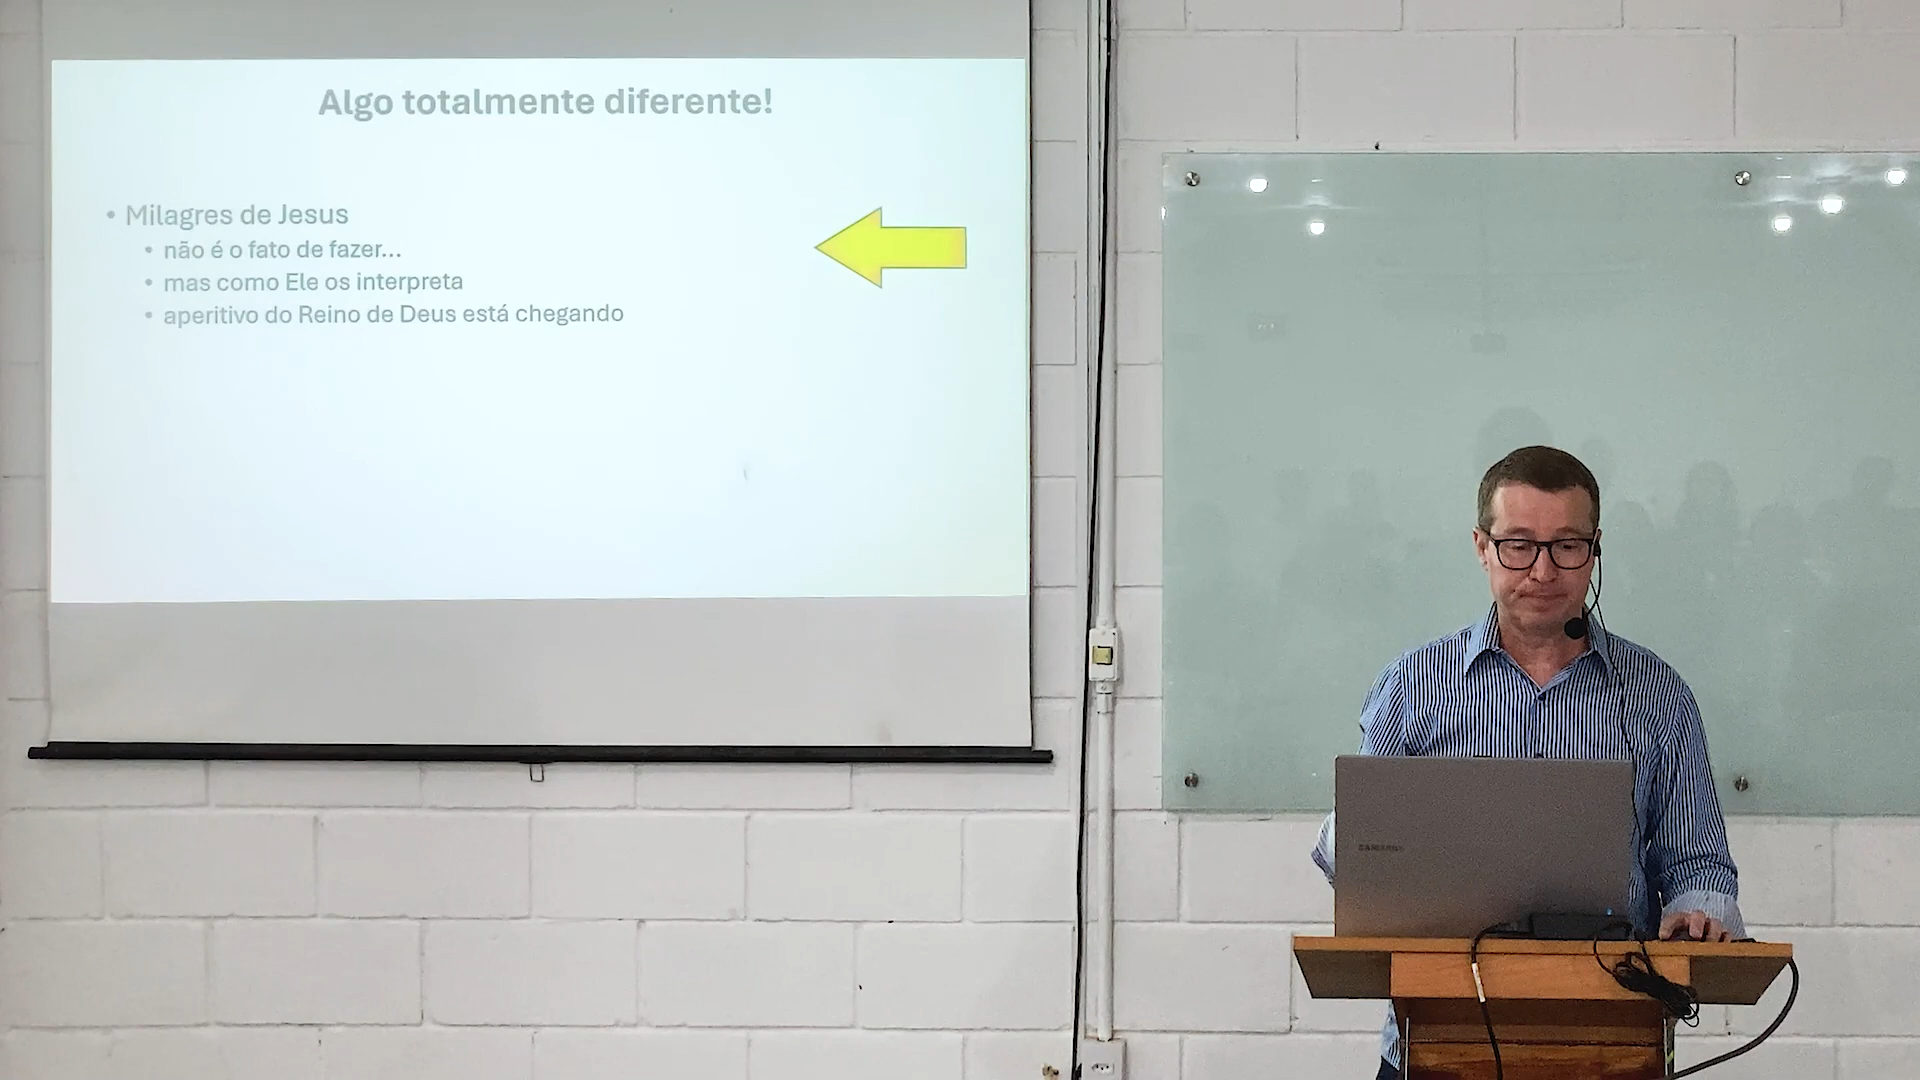 Algo totalmente diferente!
• Milagres de Jesus
• não é o fato de fazer...
• mas como Ele os interpreta
• aperitivo do Reino de Deus está chegando
SAMSUNG